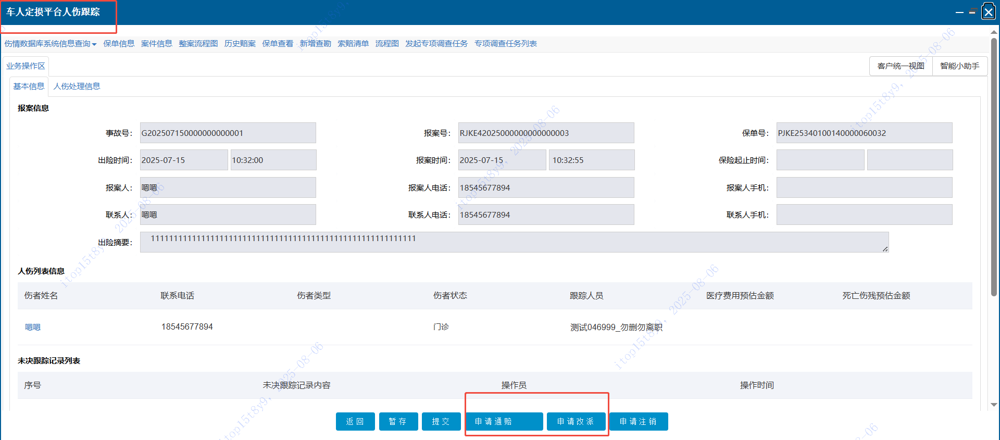 车人定损平台人伤跟踪
伤情数据库系统信息查询 保单信息 案件信息 整案流程图 历史赔案 保单查看 新增查勘 索赔清单 流程图 发起专项调查任务 专项调查任务列表
业务操作区 客户统一视图 智能小助手
基本信息 人伤处理信息
报案信息
事故号： G202507150000000000001 报案号： RJKE42025000000000000003 保单号： PJKE25340100140000060032
出险时间： 2025-07-15 10:32:00 报案时间： 2025-07-15 10:32:55 保险起止时间：
报案人： 嗯嗯 报案人电话： 18545677894 报案人手机：
联系人： 嗯嗯 联系人电话： 18545677894 联系人手机：
出险摘要：
人伤列表信息
伤者姓名 联系电话 伤者类型 伤者状态 跟踪人员 医疗费用预估金额 死亡伤残预估金额
嗯嗯 18545677894 门诊 测试046999_勿删勿离职
未决跟踪记录列表
序号 未决跟踪记录内容 操作员 操作时间
返回 暂存 提交 申请通赔 申请改派 申请注销
itop15t8y9, 2025-08-06